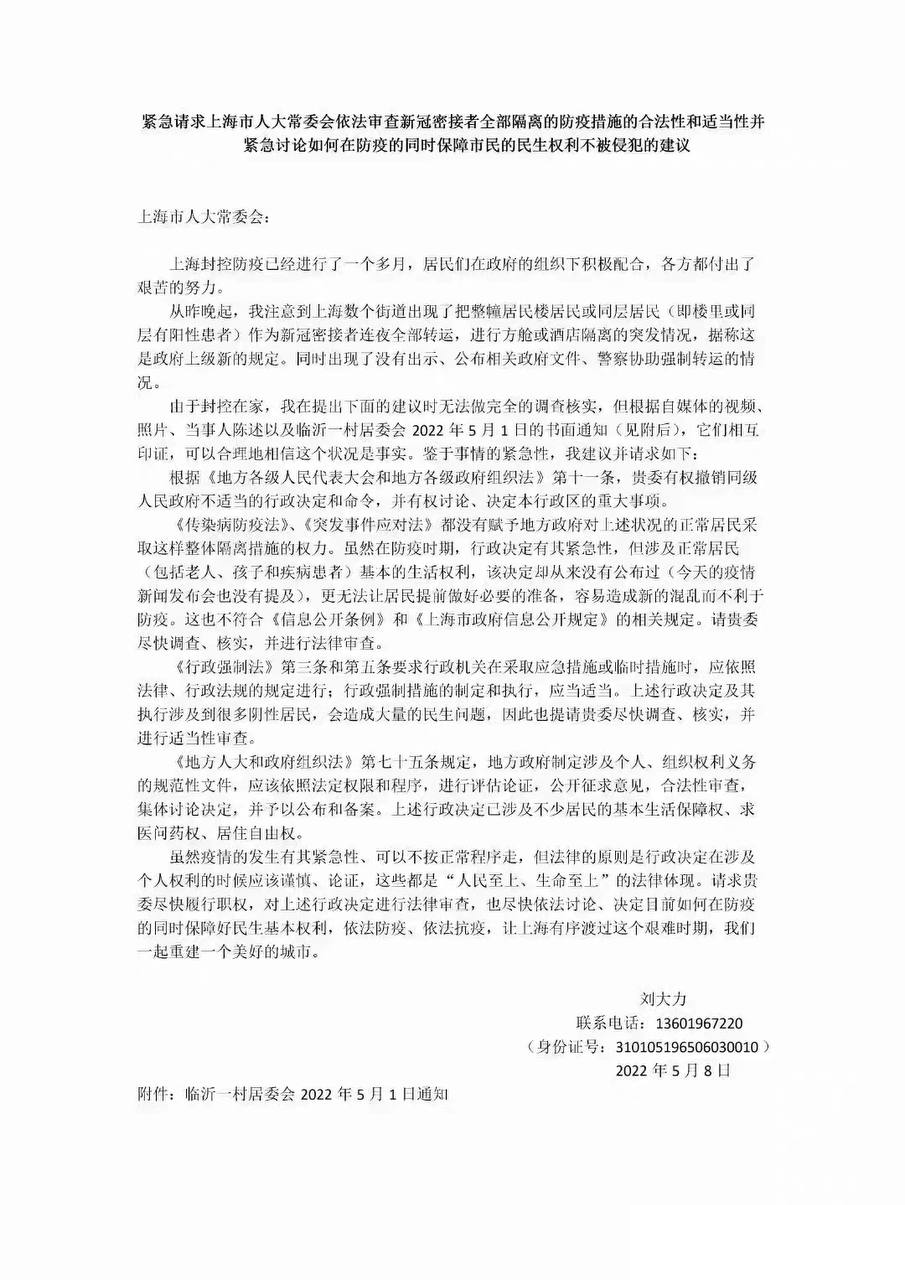 紧急请求上海市人大常委会依法审查新冠密接者全部隔离的防疫措施的合法性和适当性并
紧急讨论如何在防疫的同时保障市民的民生权利不被侵犯的建议
上海市人大常委会：
上海封控防疫已经进行了一个多月，居民们在政府的组织下积极配合，各方都付出了
艰苦的努力。
从昨晚起，我注意到上海数个街道出现了把整幢居民楼居民或同层居民（即楼里或同
层有阳性患者）作为新冠密接者连夜全部转运，进行方舱或酒店隔离的突发情况，据称这
是政府上级新的规定。同时出现了没有出示、公布相关政府文件、警察协助强制转运的情
况。
由于封控在家，我在提出下面的建议时无法做完全的调查核实，但根据自媒体的视频、
照片、当事人陈述以及临沂一村居委会 2022 年 5 月 1 日的书面通知（见附后），它们相互
印证，可以合理地相信这个状况是事实。鉴于事情的紧急性，我建议并请求如下：
根据《地方各级人民代表大会和地方各级政府组织法》第十一条，贵委有权撤销同级
人民政府不适当的行政决定和命令，并有权讨论、决定本行政区的重大事项。
《传染病防疫法》、《突发事件应对法》都没有赋予地方政府对上述状况的正常居民采
取这样整体隔离措施的权力。虽然在防疫时期，行政决定有其紧急性，但涉及正常居民
（包括老人、孩子和疾病患者）基本的生活权利，该决定却从来没有公布过（今天的疫情
新闻发布会也没有提及），更无法让居民提前做好必要的准备，容易造成新的混乱而不利于
防疫。这也不符合《信息公开条例》和《上海市政府信息公开规定》的相关规定。请贵委
尽快调查、核实，并进行法律审查。
《行政强制法》第三条和第五条要求行政机关在采取应急措施或临时措施时，应依照
法律、行政法规的规定进行；行政强制措施的制定和执行，应当适当。上述行政决定及其
执行涉及到很多阴性居民，会造成大量的民生问题，因此也提请贵委尽快调查、核实，并
进行适当性审查。
《地方人大和政府组织法》第七十五条规定，地方政府制定涉及个人、组织权利义务
的规范性文件，应该依照法定权限和程序，进行评估论证，公开征求意见，合法性审查，
集体讨论决定，并予以公布和备案。上述行政决定已涉及不少居民的基本生活保障权、求
医问药权、居住自由权。
虽然疫情的发生有其紧急性、可以不按正常程序走，但法律的原则是行政决定在涉及
个人权利的时候应该谨慎、论证，这些都是“人民至上、生命至上”的法律体现。请求贵
委尽快履行职权，对上述行政决定进行法律审查，也尽快依法讨论、决定目前如何在防疫
的同时保障好民生基本权利，依法防疫、依法抗疫，让上海有序渡过这个艰难时期，我们
一起重建一个美好的城市。
刘大力
联系电话：13601967220
（身份证号：310105196506030010）
2022 年 5 月 8 日
附件：临沂一村居委会 2022 年 5 月 1 日通知